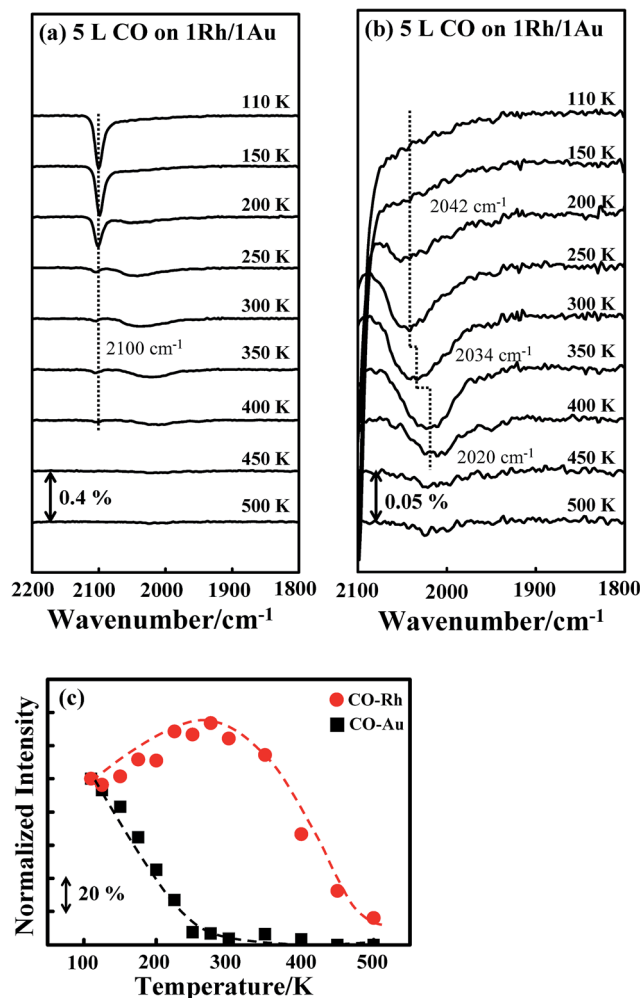 (a) 5 L CO on 1Rh/1Au
110 K
150 K
200 K
250 K
300 K
2100 cm-1
350 K
400 K
450 K
0.4 %
500 K
2200 2100 2000 1900 1800
Wavenumber/cm-1
(b) 5 L CO on 1Rh/1Au
110 K
150 K
2042 cm-1
200 K
250 K
300 K
2034 cm-1
350 K
400 K
2020 cm-1
450 K
0.05 %
500 K
2100 2000 1900 1800
Wavenumber/cm-1
(c)
CO-Rh
CO-Au
Normalized Intensity
20 %
100 200 300 400 500
Temperature/K